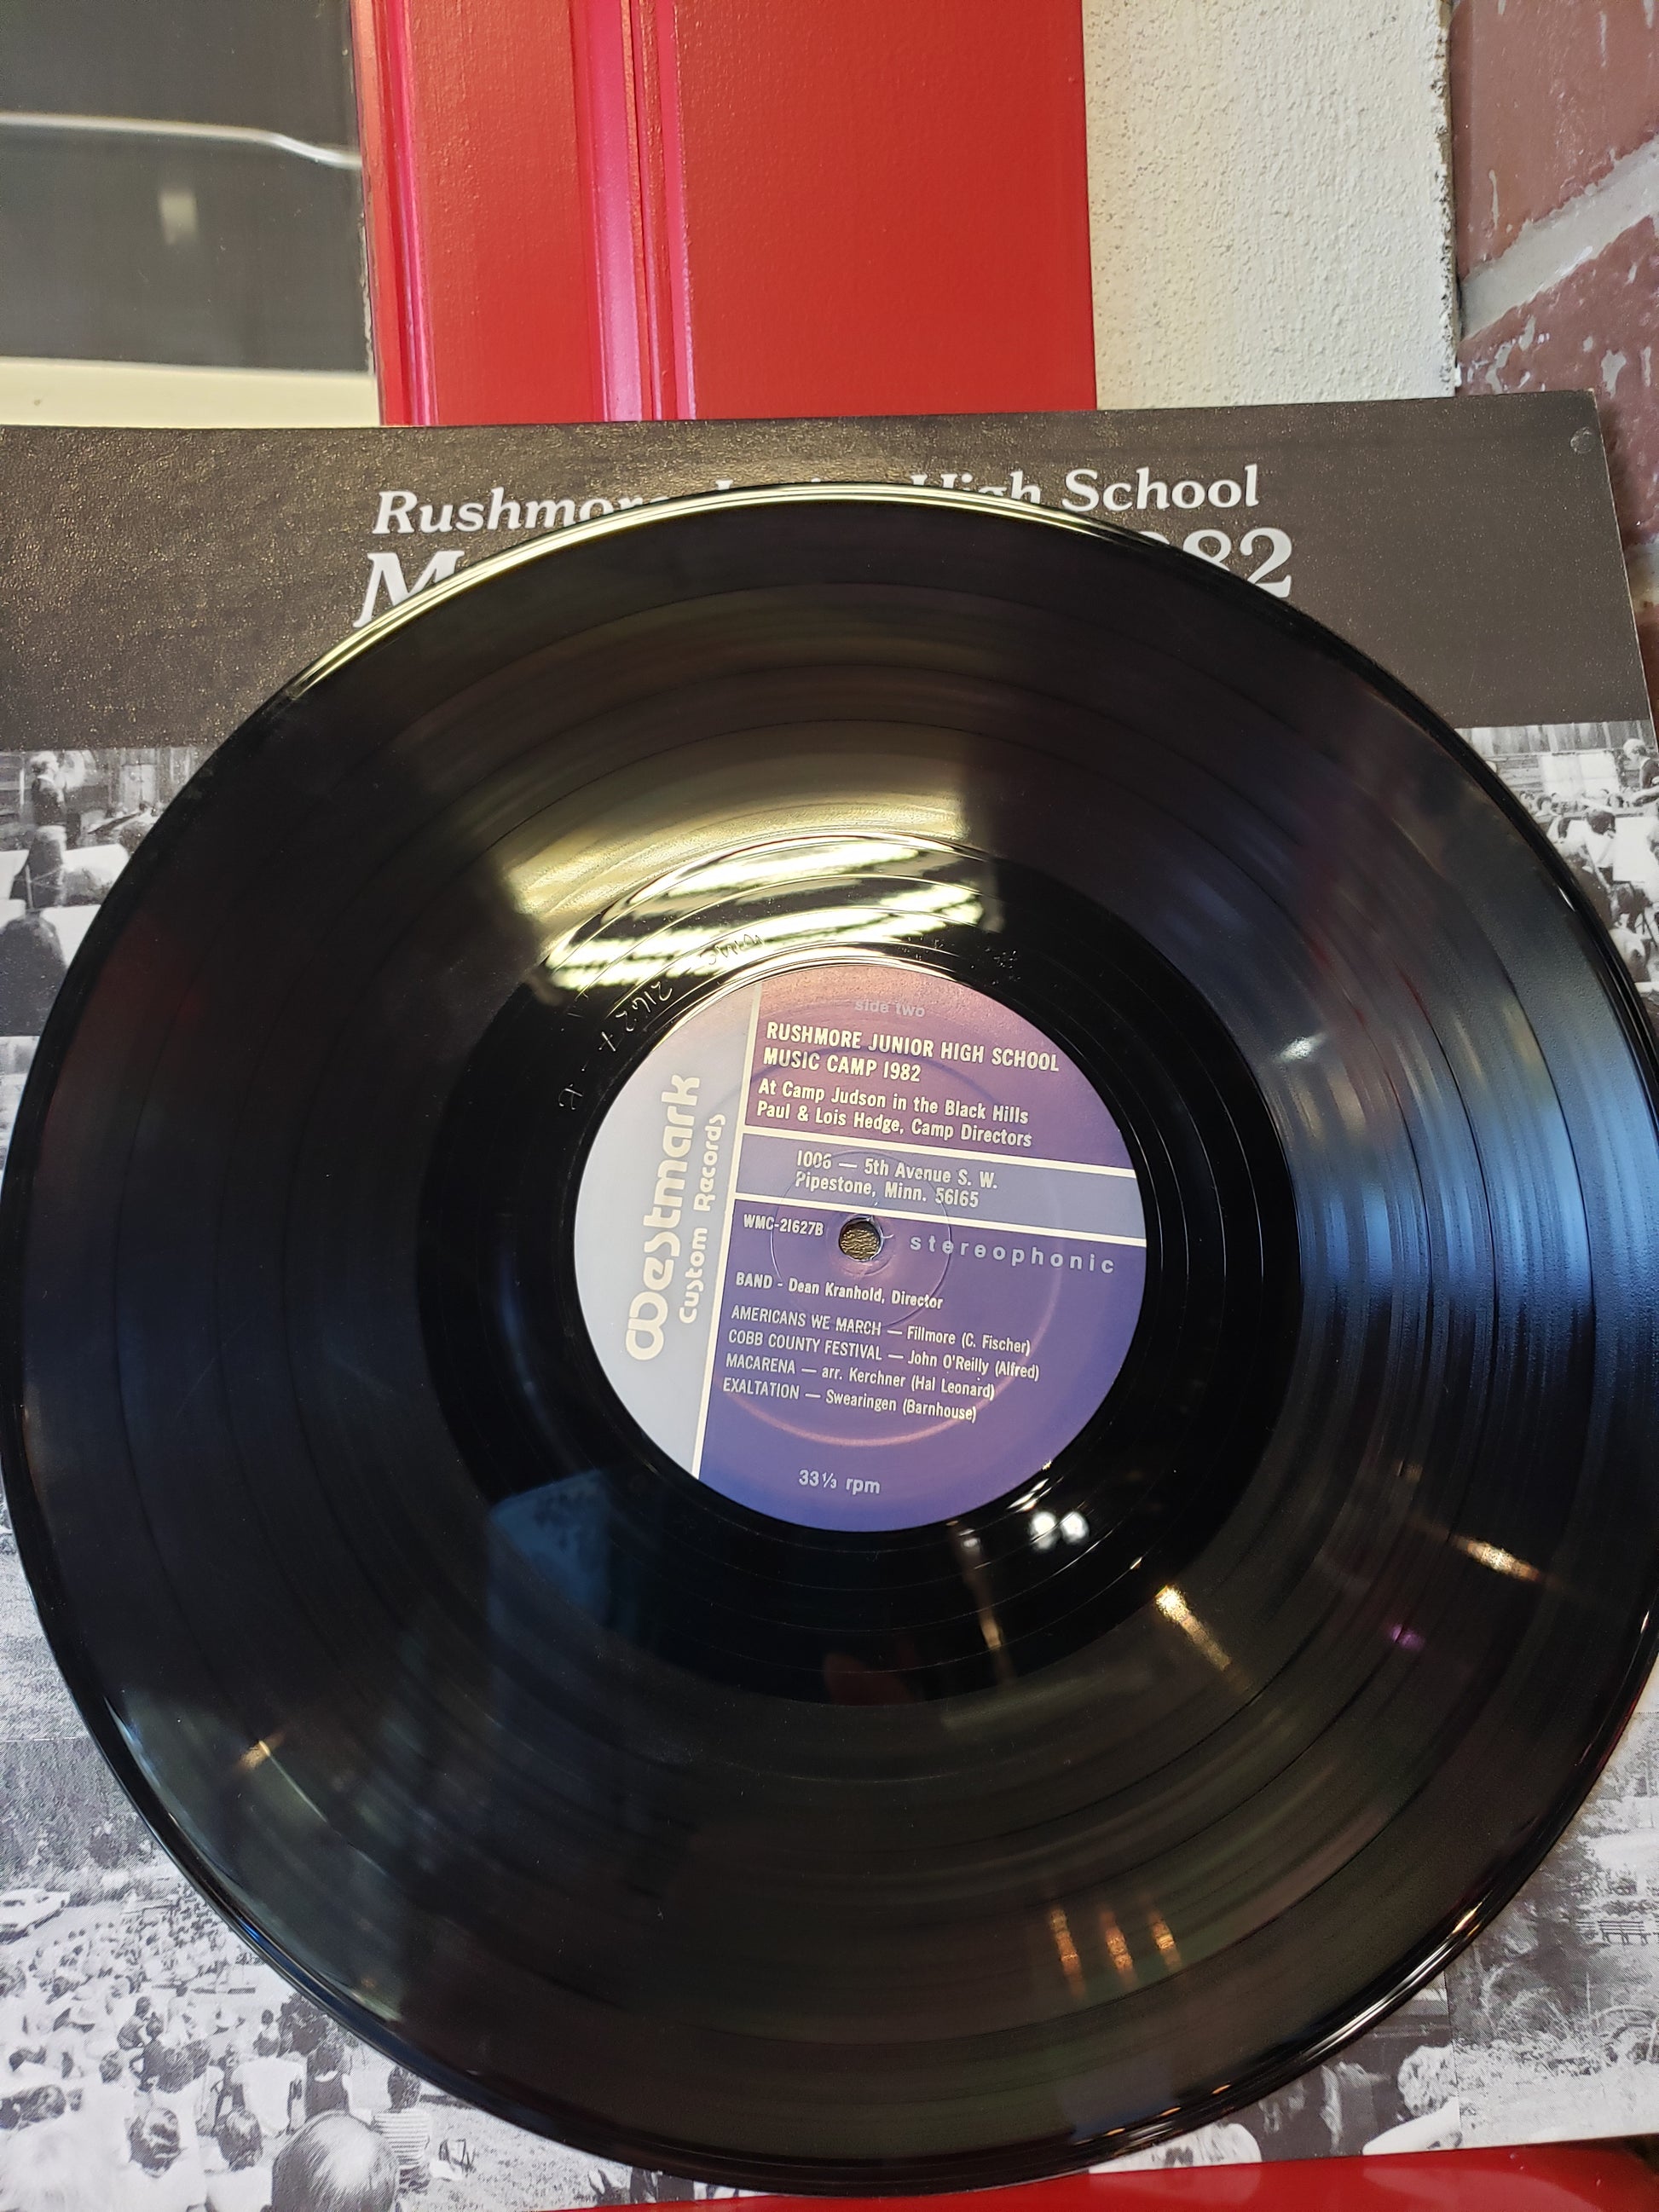 Rushmore Junior High School
82
side two
RUSHMORE JUNIOR HIGH SCHOOL
MUSIC CAMP 1982
At Camp Judson in the Black Hills
Paul & Lois Hedge, Camp Directors
1006 — 5th Avenue S. W.
Pipestone, Minn. 56165
Westmark
Custom Records
WMC-21627B
stereophonic
BAND - Dean Kranhold, Director
AMERICANS WE MARCH — Fillmore (C. Fischer)
COBB COUNTY FESTIVAL — John O'Reilly (Alfred)
MACARENA — arr. Kerchner (Hal Leonard)
EXALTATION — Swearingen (Barnhouse)
33⅓ rpm